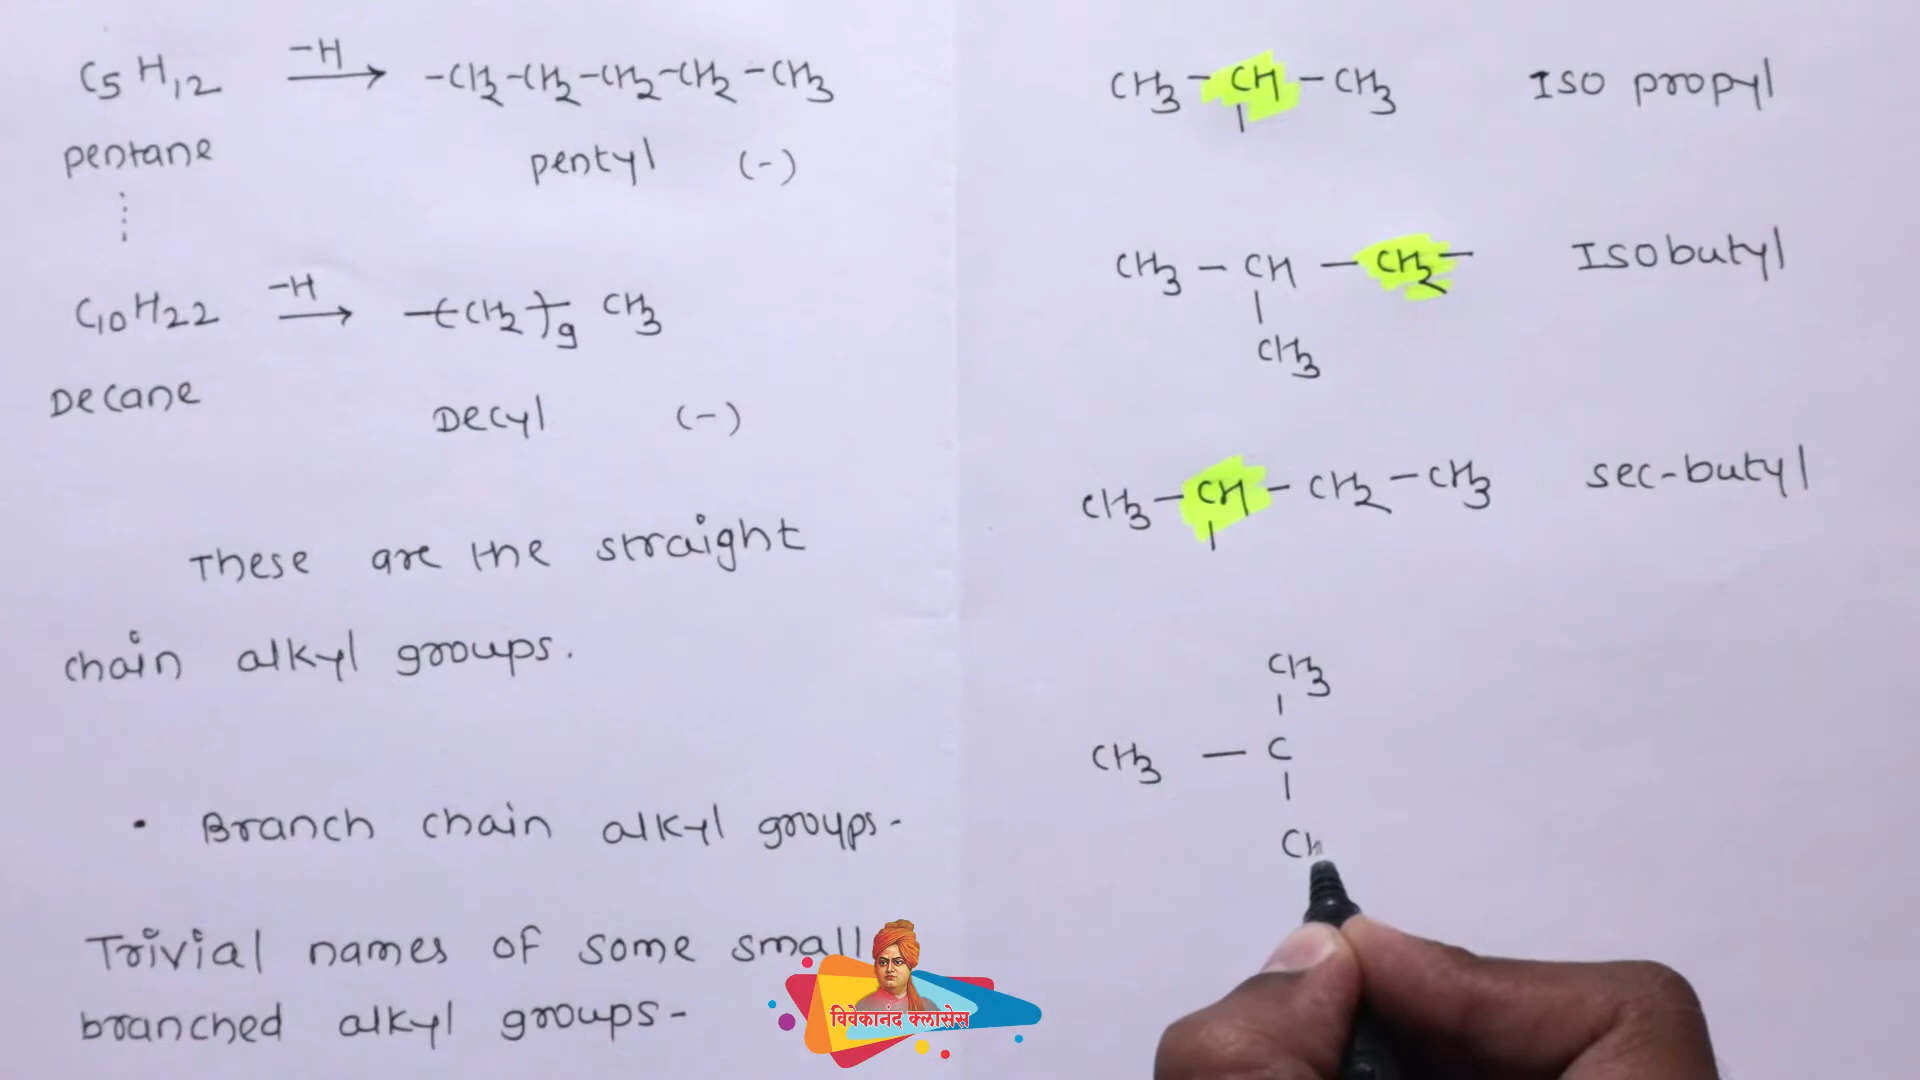 C5H12 -H→ -CH2-CH2-CH2-CH2-CH3
pentane pentyl (-)
C10H22 -H→ -(CH2)9 CH3
Decane Decyl (-)
These are the straight
chain alkyl groups.
• Branch chain alkyl groups-
Trivial names of some small
branched alkyl groups-
CH3 - CH - CH3 Iso propyl
CH3 - CH - CH2 - Isobutyl
CH3
CH3 - CH - CH2 - CH3 sec-butyl
CH3
CH3 - C
CH
विवेकानंद क्लासेस